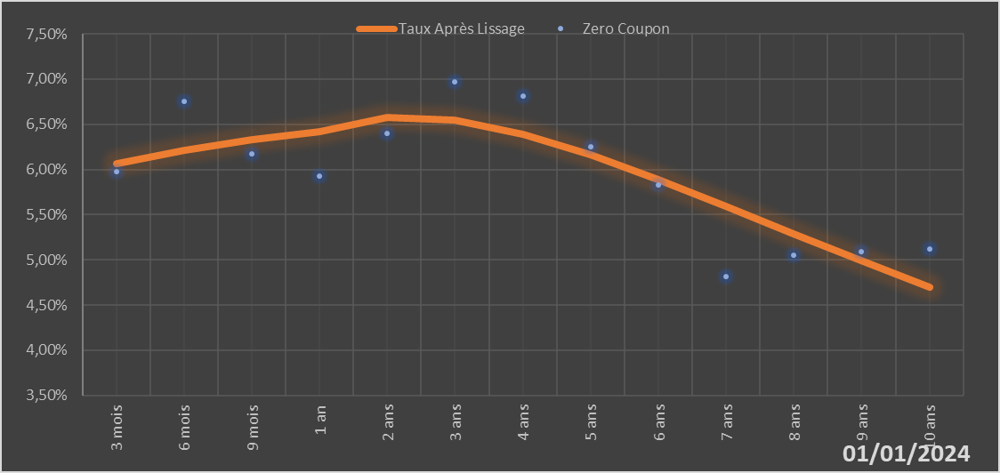 Taux Après Lissage Zero Coupon
7,50%
7,00%
6,50%
6,00%
5,50%
5,00%
4,50%
4,00%
3,50%
3 mois
6 mois
9 mois
1 an
2 ans
3 ans
4 ans
5 ans
6 ans
7 ans
8 ans
9 ans
10 ans
01/01/2024